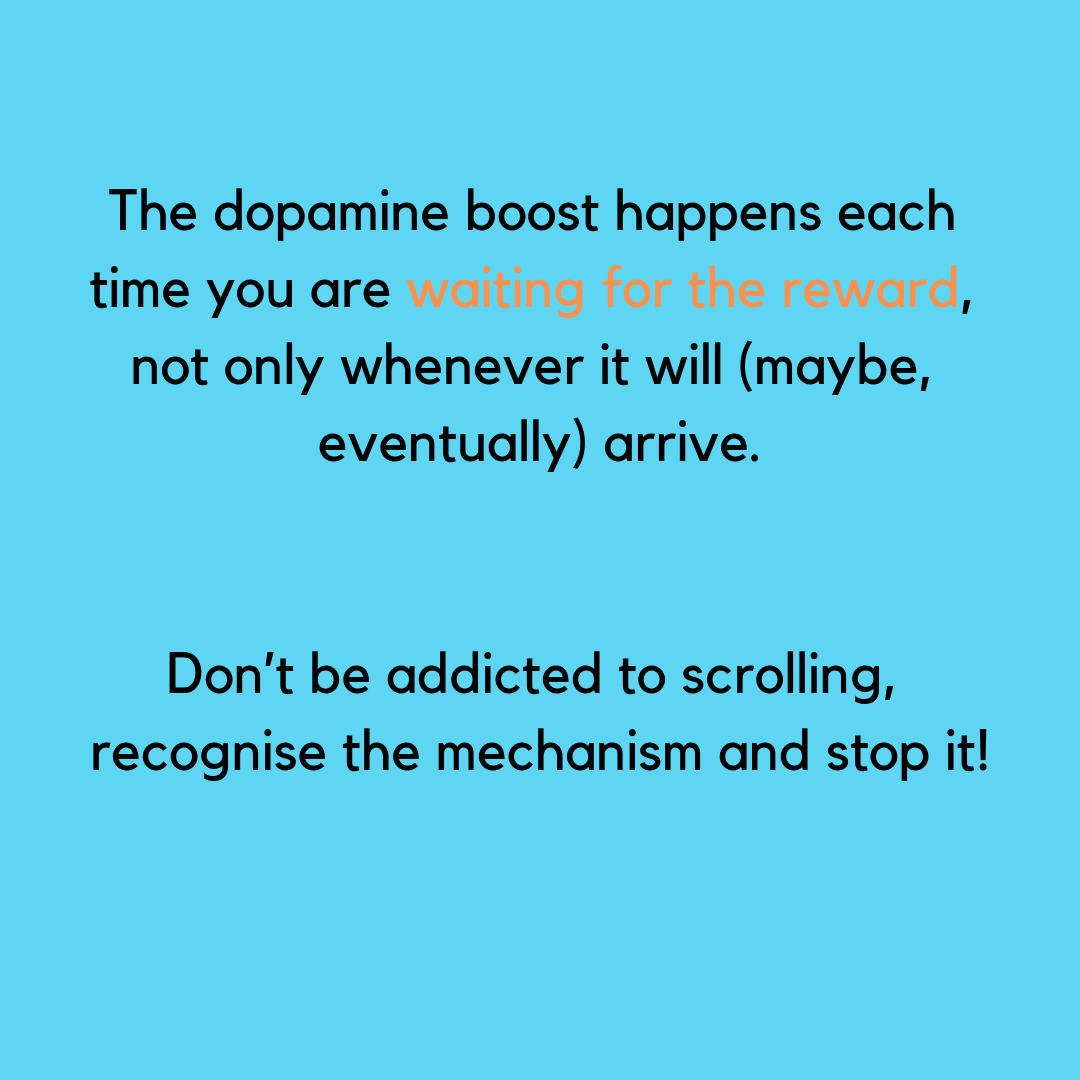 The dopamine boost happens each
time you are waiting for the reward,
not only whenever it will (maybe,
eventually) arrive.
Don’t be addicted to scrolling,
recognise the mechanism and stop it!